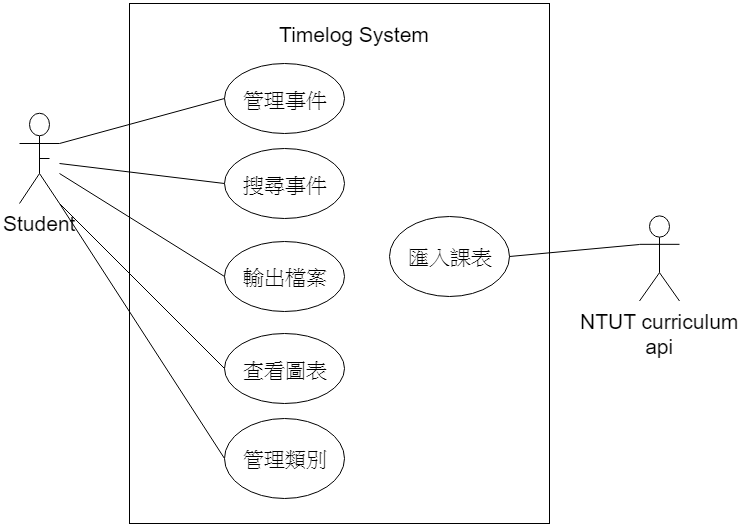 Timelog System
管理事件
搜尋事件
Student
輸出檔案
匯入課表
NTUT curriculum
api
查看圖表
管理類別